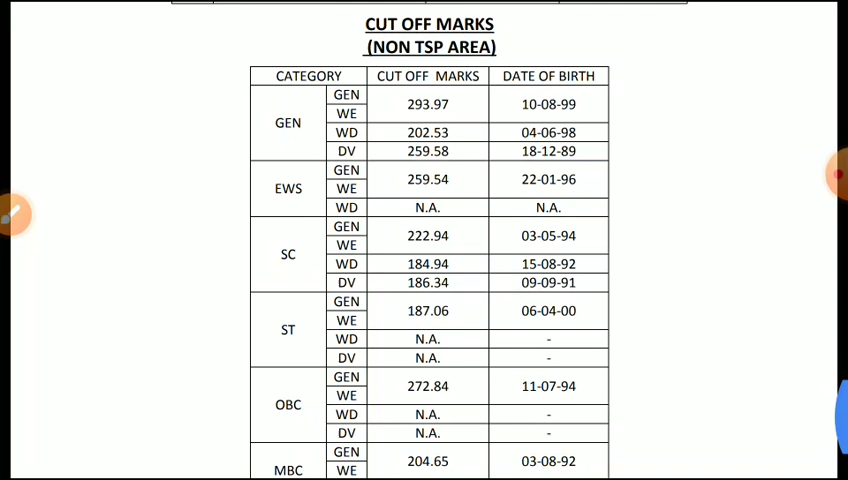 CUT OFF MARKS
(NON TSP AREA)
CATEGORY CUT OFF MARKS DATE OF BIRTH
GEN GEN 293.97 10-08-99
WE
WD 202.53 04-06-98
DV 259.58 18-12-89
EWS GEN 259.54 22-01-96
WE
WD N.A. N.A.
SC GEN 222.94 03-05-94
WE
WD 184.94 15-08-92
DV 186.34 09-09-91
ST GEN 187.06 06-04-00
WE
WD N.A. -
DV N.A. -
OBC GEN 272.84 11-07-94
WE
WD N.A. -
DV N.A. -
MBC GEN 204.65 03-08-92
WE